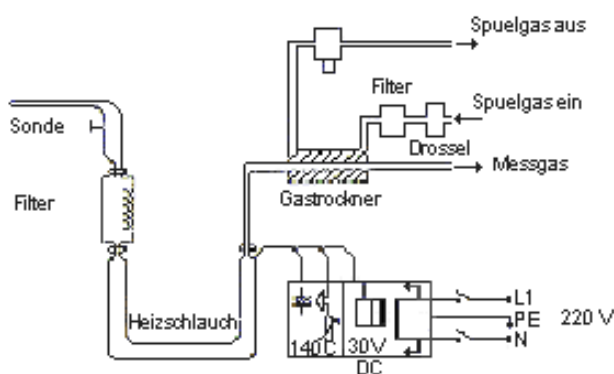 Spuelgas aus
Filter
Spuelgas ein
Sonde
Drossel
Messgas
Filter
Gastrockner
Heizschlauch
L1
PE
220 V
N
140C
30V
DC